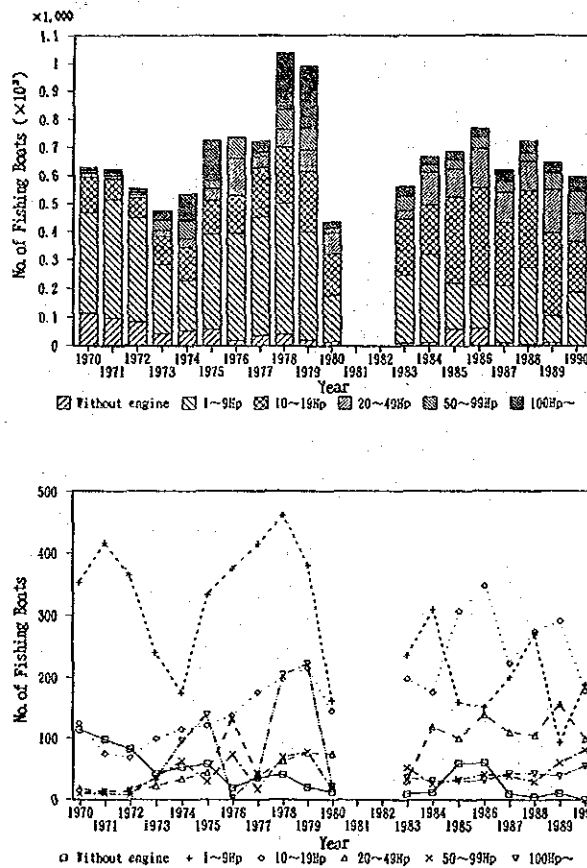 ×1,000
1.1
1
0.9
0.8
0.7
0.6
0.5
0.4
0.3
0.2
0.1
0
No. of Fishing Boats (×10³)
1970 1972 1974 1976 1978 1980 1982 1984 1986 1988 1990
1971 1973 1975 1977 1979 1981 1983 1985 1987 1989
Year
Without engine 1~9Hp 10~19Hp 20~49Hp 50~99Hp 100Hp~
500
400
300
200
100
0
No. of Fishing Boats
1970 1972 1974 1976 1978 1980 1982 1984 1986 1988 199
1971 1973 1975 1977 1979 1981 1983 1985 1987 1989
Year
Without engine 1~9Hp 10~19Hp 20~49Hp 50~99Hp 100Hp~